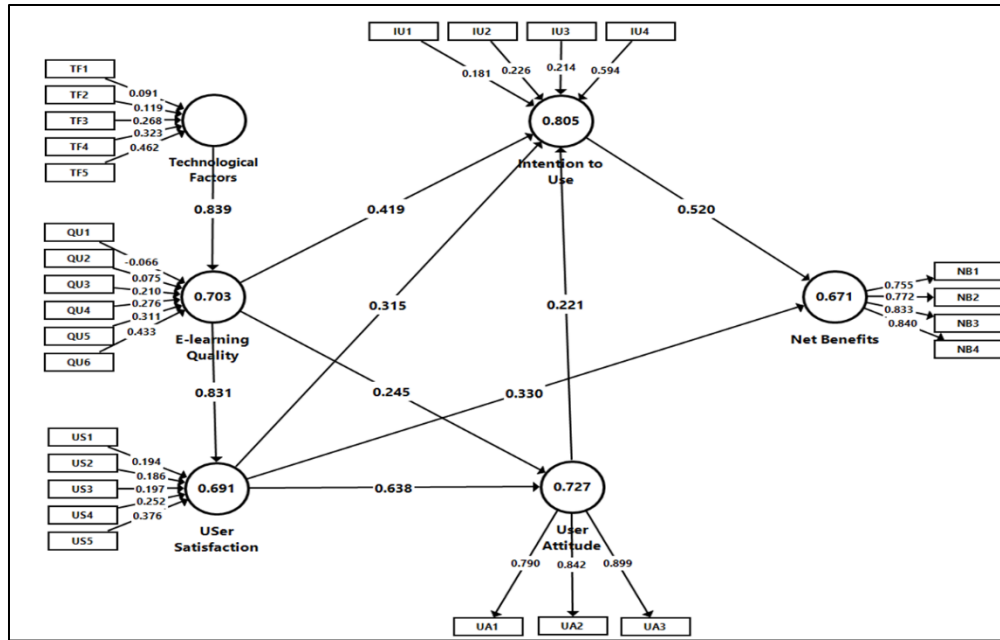 IU1
IU2
IU3
IU4
0.181
0.226
0.214
0.594
0.805
Intention to
Use
TF1
TF2
TF3
TF4
TF5
0.091
0.119
0.268
0.323
0.462
Technological
Factors
0.839
0.419
0.520
QU1
QU2
QU3
QU4
QU5
QU6
-0.066
0.075
0.210
0.276
0.311
0.433
0.703
E-learning
Quality
0.315
0.221
0.671
Net Benefits
0.755
0.772
0.833
0.840
NB1
NB2
NB3
NB4
0.831
0.245
0.330
US1
US2
US3
US4
US5
0.194
0.186
0.197
0.252
0.376
0.691
USer
Satisfaction
0.638
0.727
User
Attitude
0.790
0.842
0.899
UA1
UA2
UA3